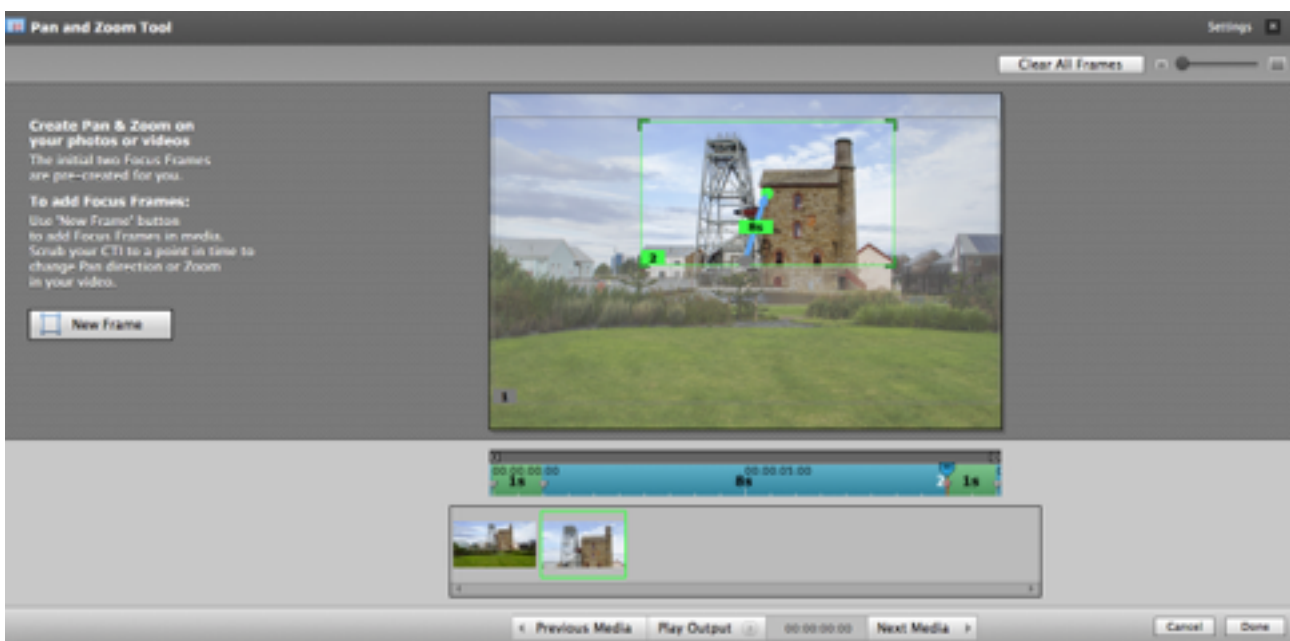 Pan and Zoom Tool
Settings
Clear All Frames
Create Pan & Zoom on
your photos or videos
The initial two Focus Frames
are pre-created for you.
To add Focus Frames:
Use 'New Frame' button
to add Focus Frames in media.
Scrub your CTI to a point in time to
change Pan direction or Zoom
in your video.
New Frame
8s
2
1
00:00:00:00
00:00:05:00
1s
8s
2
1s
Previous Media
Play Output
00:00:00:00
Next Media
Cancel
Done